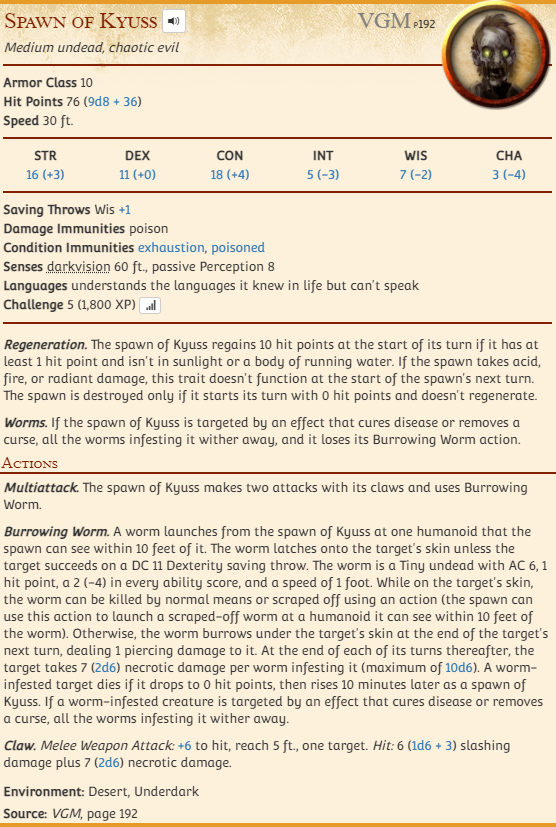 Spawn of Kyuss VGM p192
Medium undead, chaotic evil
Armor Class 10
Hit Points 76 (9d8 + 36)
Speed 30 ft.
STR DEX CON INT WIS CHA
16 (+3) 11 (+0) 18 (+4) 5 (−3) 7 (−2) 3 (−4)
Saving Throws Wis +1
Damage Immunities poison
Condition Immunities exhaustion, poisoned
Senses darkvision 60 ft., passive Perception 8
Languages understands the languages it knew in life but can't speak
Challenge 5 (1,800 XP)
Regeneration. The spawn of Kyuss regains 10 hit points at the start of its turn if it has at
least 1 hit point and isn't in sunlight or a body of running water. If the spawn takes acid,
fire, or radiant damage, this trait doesn't function at the start of the spawn's next turn.
The spawn is destroyed only if it starts its turn with 0 hit points and doesn't regenerate.
Worms. If the spawn of Kyuss is targeted by an effect that cures disease or removes a
curse, all the worms infesting it wither away, and it loses its Burrowing Worm action.
Actions
Multiattack. The spawn of Kyuss makes two attacks with its claws and uses Burrowing
Worm.
Burrowing Worm. A worm launches from the spawn of Kyuss at one humanoid that the
spawn can see within 10 feet of it. The worm latches onto the target's skin unless the
target succeeds on a DC 11 Dexterity saving throw. The worm is a Tiny undead with AC 6, 1
hit point, a 2 (−4) in every ability score, and a speed of 1 foot. While on the target's skin,
the worm can be killed by normal means or scraped off using an action (the spawn can
use this action to launch a scraped-off worm at a humanoid it can see within 10 feet of
the worm). Otherwise, the worm burrows under the target's skin at the end of the target's
next turn, dealing 1 piercing damage to it. At the end of each of its turns thereafter, the
target takes 7 (2d6) necrotic damage per worm infesting it (maximum of 10d6). A worm-
infested target dies if it drops to 0 hit points, then rises 10 minutes later as a spawn of
Kyuss. If a worm-infested creature is targeted by an effect that cures disease or removes
a curse, all the worms infesting it wither away.
Claw. Melee Weapon Attack: +6 to hit, reach 5 ft., one target. Hit: 6 (1d6 + 3) slashing
damage plus 7 (2d6) necrotic damage.
Environment: Desert, Underdark
Source: VGM, page 192